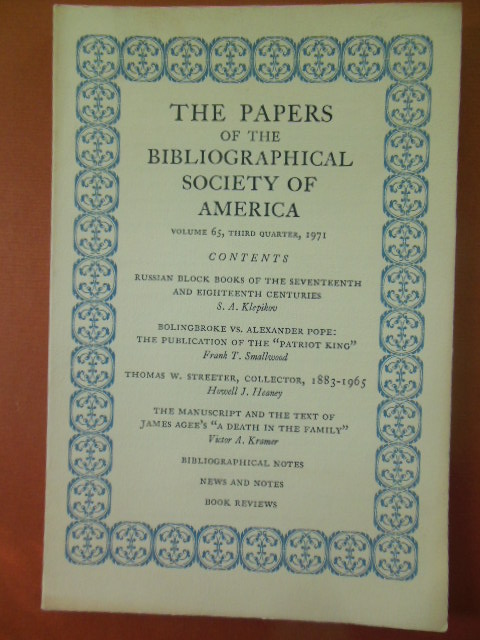 THE PAPERS
OF THE
BIBLIOGRAPHICAL
SOCIETY OF
AMERICA
VOLUME 65, THIRD QUARTER, 1971
CONTENTS
RUSSIAN BLOCK BOOKS OF THE SEVENTEENTH
AND EIGHTEENTH CENTURIES
S. A. Klepikov
BOLINGBROKE VS. ALEXANDER POPE:
THE PUBLICATION OF THE "PATRIOT KING"
Frank T. Smallwood
THOMAS W. STREETER, COLLECTOR, 1883-1965
Howell J. Heaney
THE MANUSCRIPT AND THE TEXT OF
JAMES AGEE'S "A DEATH IN THE FAMILY"
Victor A. Kramer
BIBLIOGRAPHICAL NOTES
NEWS AND NOTES
BOOK REVIEWS